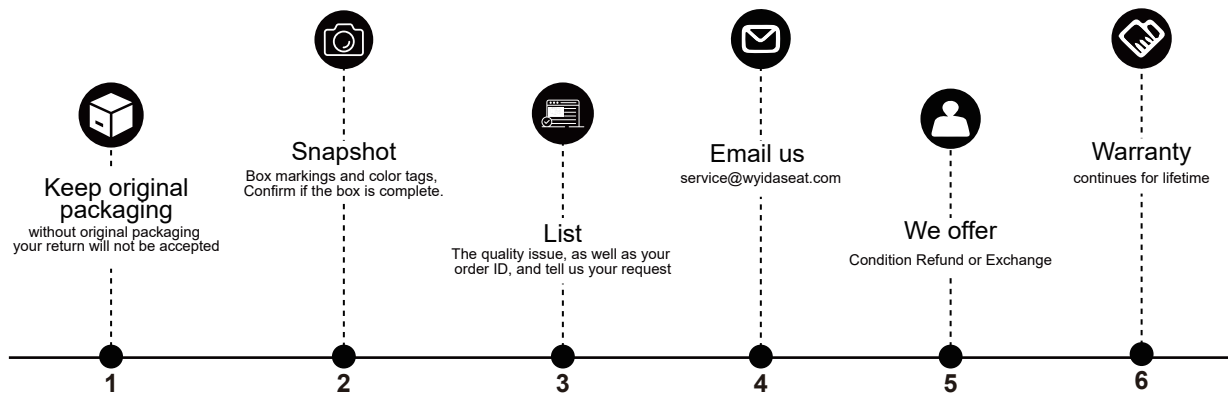 Keep original
packaging
without original packaging
your return will not be accepted
1
Snapshot
Box markings and color tags,
Confirm if the box is complete.
2
List
The quality issue, as well as your
order ID, and tell us your request
3
Email us
service@wyidaseat.com
4
We offer
Condition Refund or Exchange
5
Warranty
continues for lifetime
6